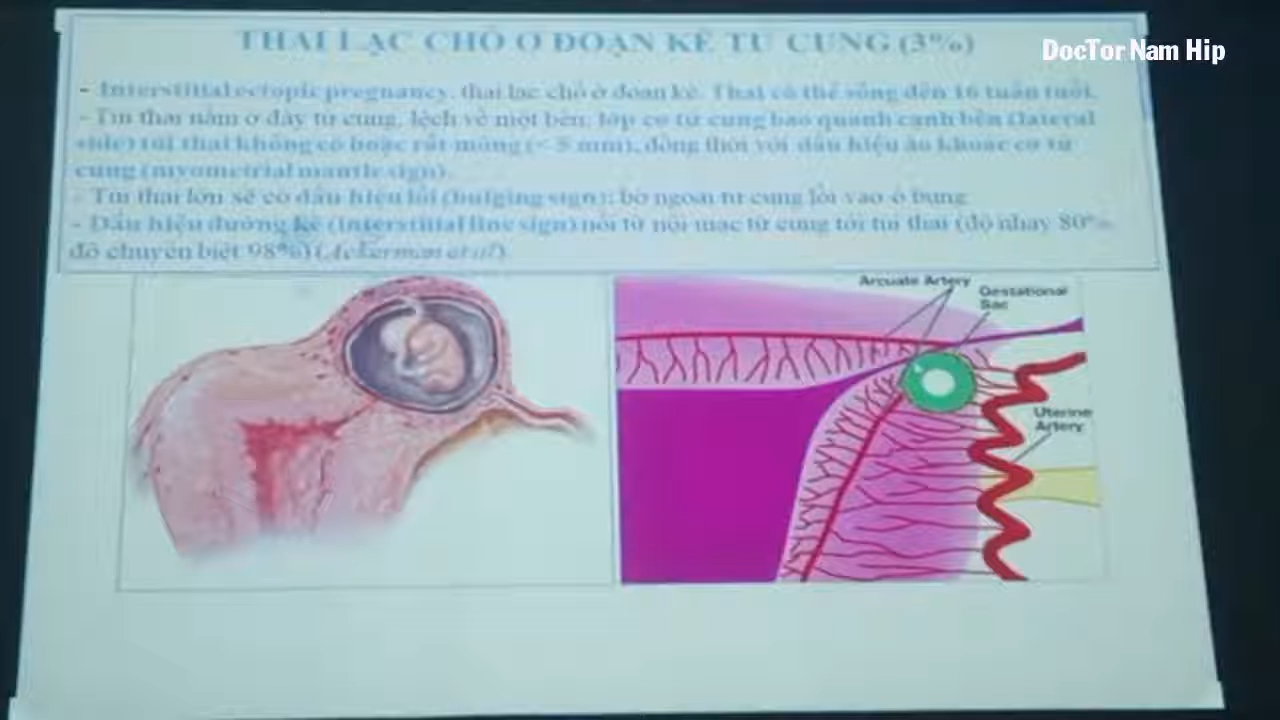 THAI LẠC CHỖ Ở ĐOẠN KẼ TỬ CUNG (3%)
DocTor Nam Hip
- Interstitial ectopic pregnancy, thai lạc chỗ ở đoạn kẽ. Thai có thể sống đến 16 tuần tuổi.
- Túi thai nằm ở đáy tử cung, lệch về một bên, lớp cơ tử cung bao quanh cạnh bên (lateral
side) túi thai không có hoặc rất mỏng (< 5 mm), đồng thời với dấu hiệu áo khoác cơ tử
cung (myometrial mantle sign).
- Túi thai lớn sẽ có dấu hiệu lồi (bulging sign): bờ ngoài tử cung lồi vào ổ bụng.
- Dấu hiệu đường kẽ (interstitial line sign) nối từ nội mạc tử cung tới túi thai (độ nhạy 80%
độ chuyên biệt 98%) (Ackerman et al)
Arcuate Artery
Gestational
Sac
Uterine
Artery